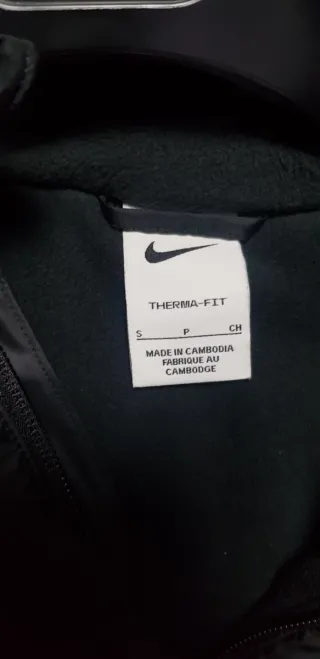 THERMA-FIT
S P CH
MADE IN CAMBODIA
FABRIQUE AU
CAMBODGE